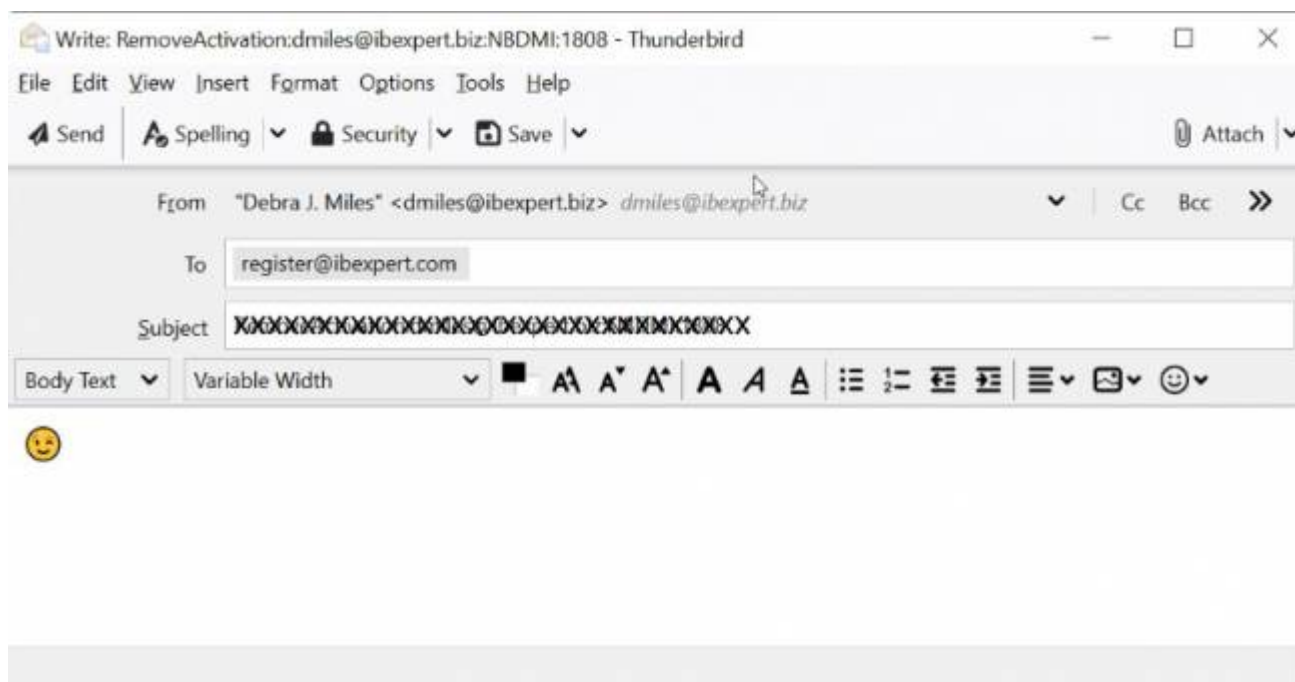 Write: RemoveActivation:dmiles@ibexpert.biz:NBDMI:1808 - Thunderbird
File Edit View Insert Format Options Tools Help
Send Spelling Security Save Attach
From "Debra J. Miles" <dmiles@ibexpert.biz> dmiles@ibexpert.biz Cc Bcc
To register@ibexpert.com
Subject
Body Text Variable Width